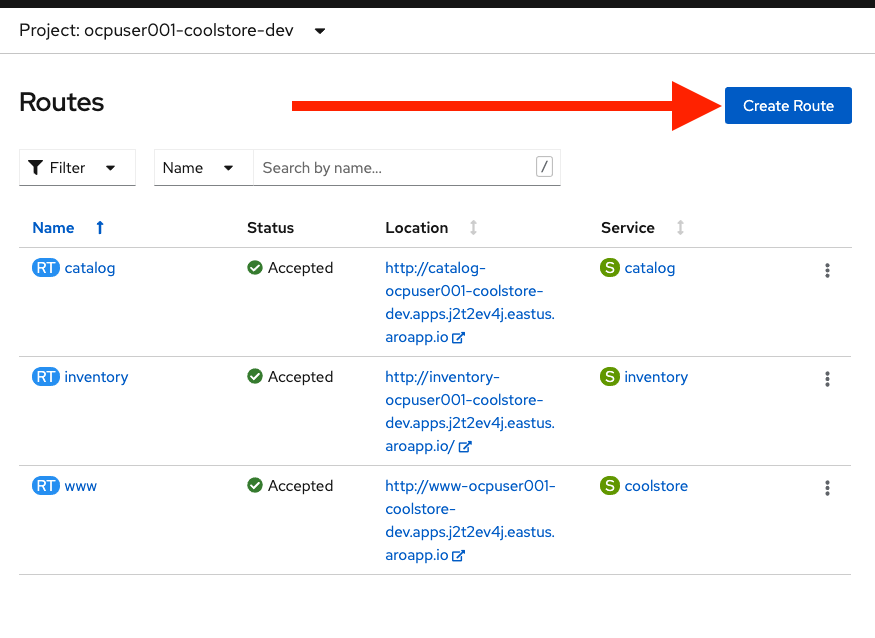 Project: ocpuser001-coolstore-dev
Routes
Create Route
Filter
Name
Search by name...
/
Name Status Location Service
RT catalog Accepted http://catalog- S catalog
ocpuser001-coolstore-
dev.apps.j2t2ev4j.eastus.
aroapp.io
RT inventory Accepted http://inventory- S inventory
ocpuser001-coolstore-
dev.apps.j2t2ev4j.eastus.
aroapp.io/
RT www Accepted http://www-ocpuser001- S coolstore
coolstore-
dev.apps.j2t2ev4j.eastus.
aroapp.io